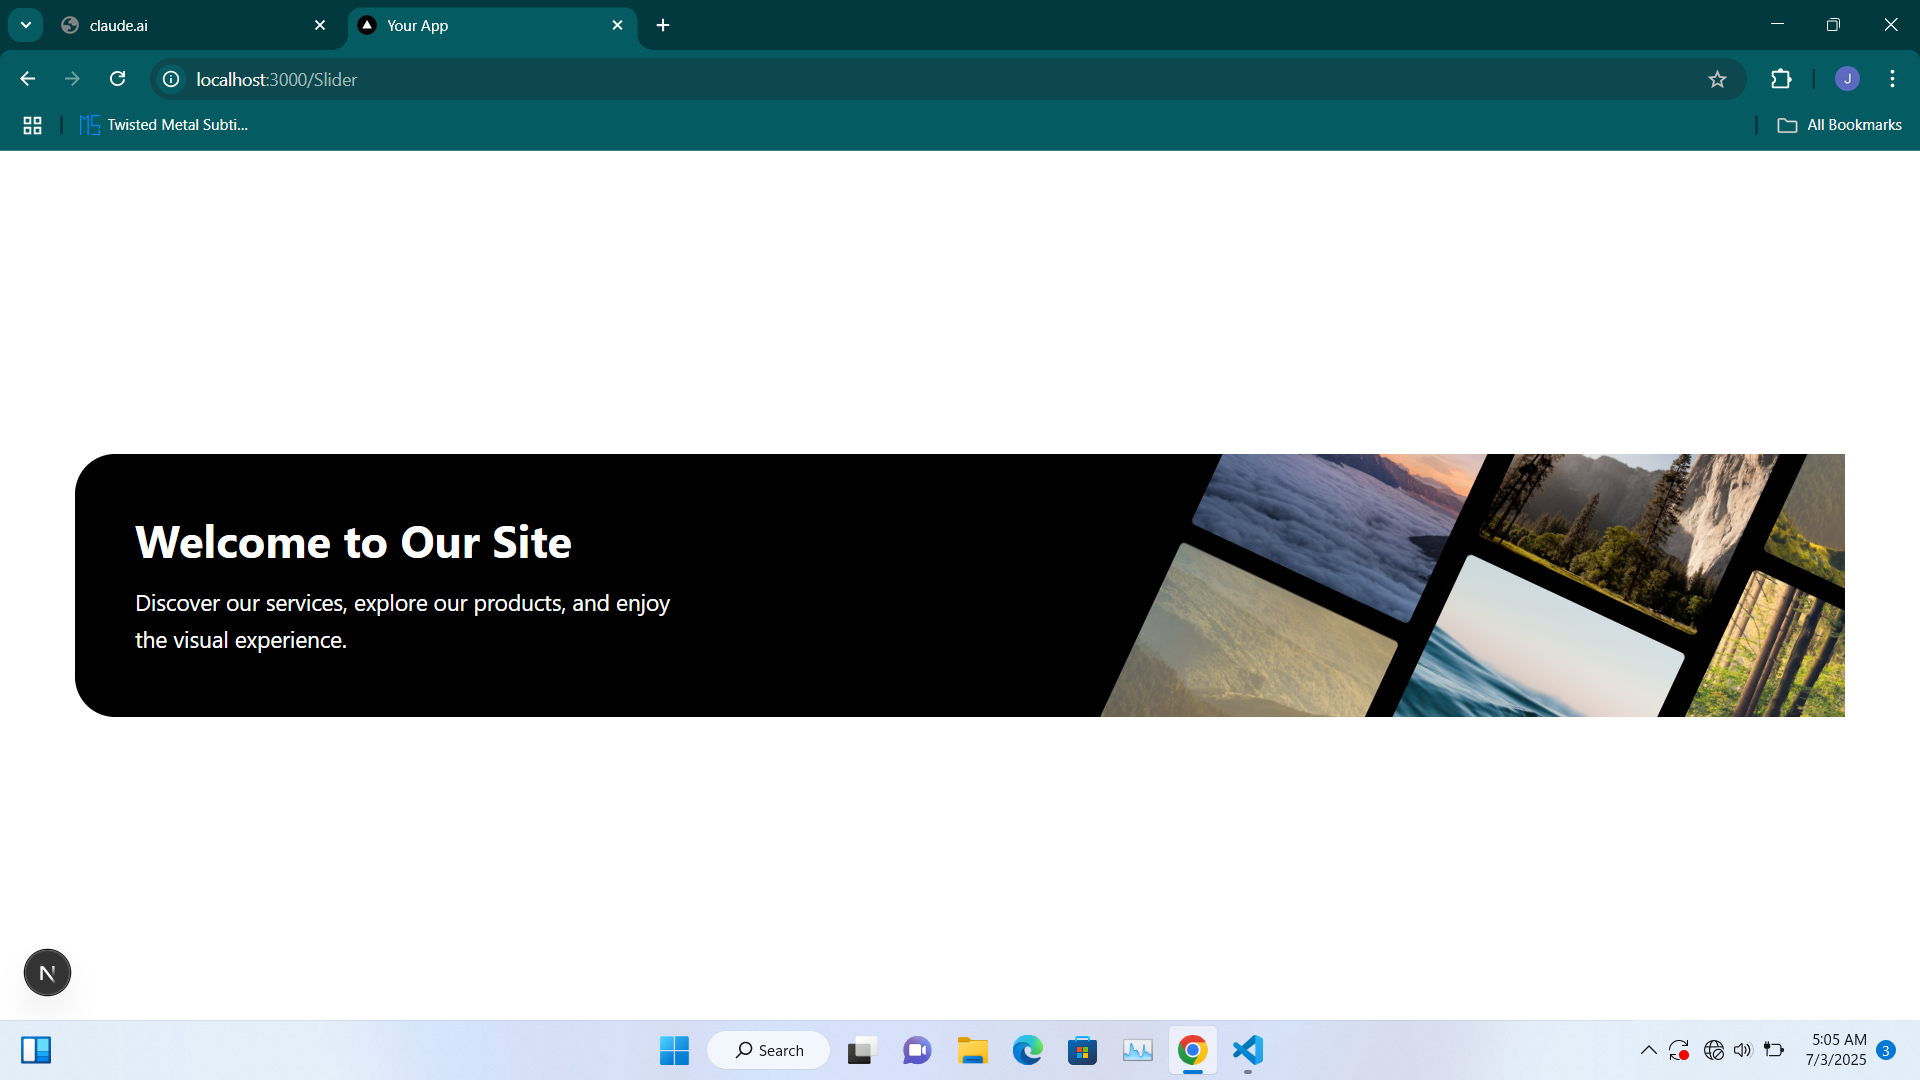 claude.ai
Your App
localhost:3000/Slider
J
MS Twisted Metal Subti...
All Bookmarks
Welcome to Our Site
Discover our services, explore our products, and enjoy
the visual experience.
N
Search
5:05 AM
7/3/2025
3